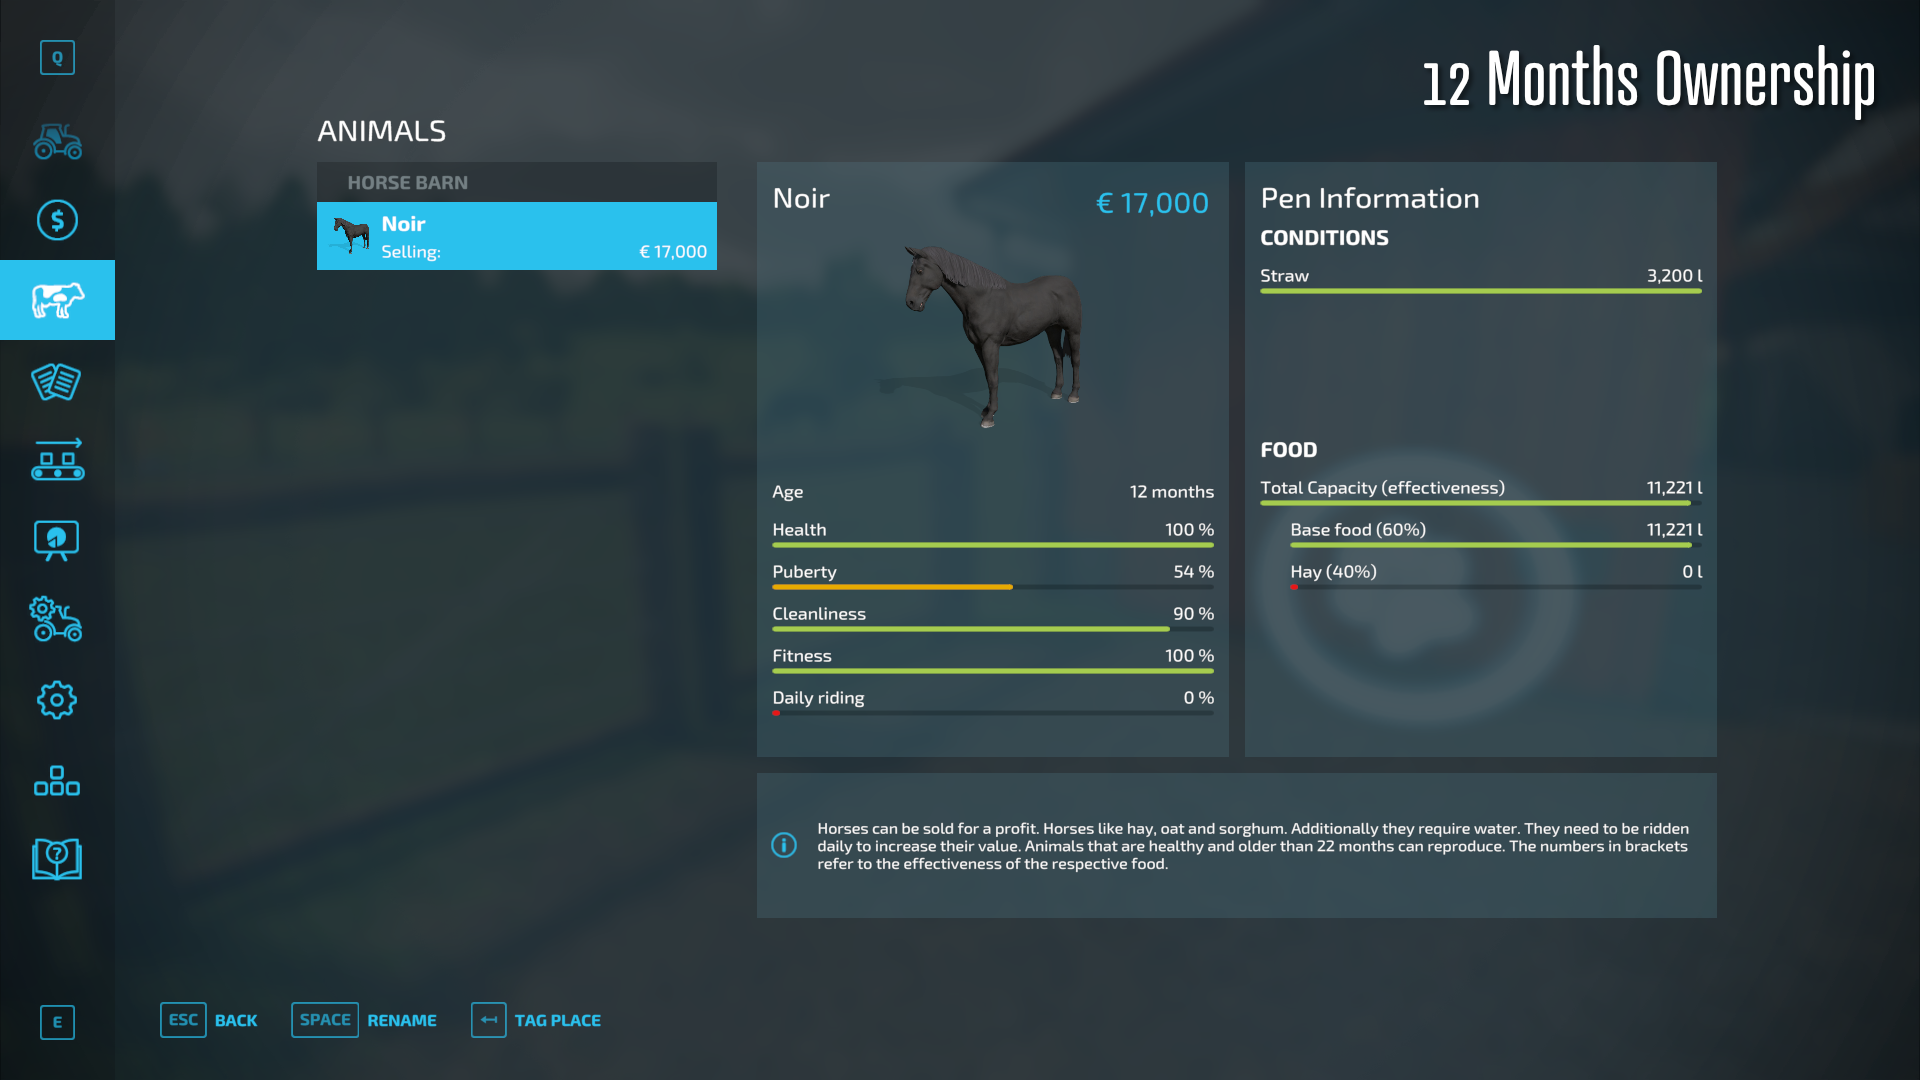 Q
12 Months Ownership
ANIMALS
HORSE BARN
Noir
Selling: € 17,000
Noir € 17,000
Age 12 months
Health 100 %
Puberty 54 %
Cleanliness 90 %
Fitness 100 %
Daily riding 0 %
Pen Information
CONDITIONS
Straw 3,200 l
FOOD
Total Capacity (effectiveness) 11,221 l
Base food (60%) 11,221 l
Hay (40%) 0 l
Horses can be sold for a profit. Horses like hay, oat and sorghum. Additionally they require water. They need to be ridden
daily to increase their value. Animals that are healthy and older than 22 months can reproduce. The numbers in brackets
refer to the effectiveness of the respective food.
E
ESC BACK SPACE RENAME TAG PLACE